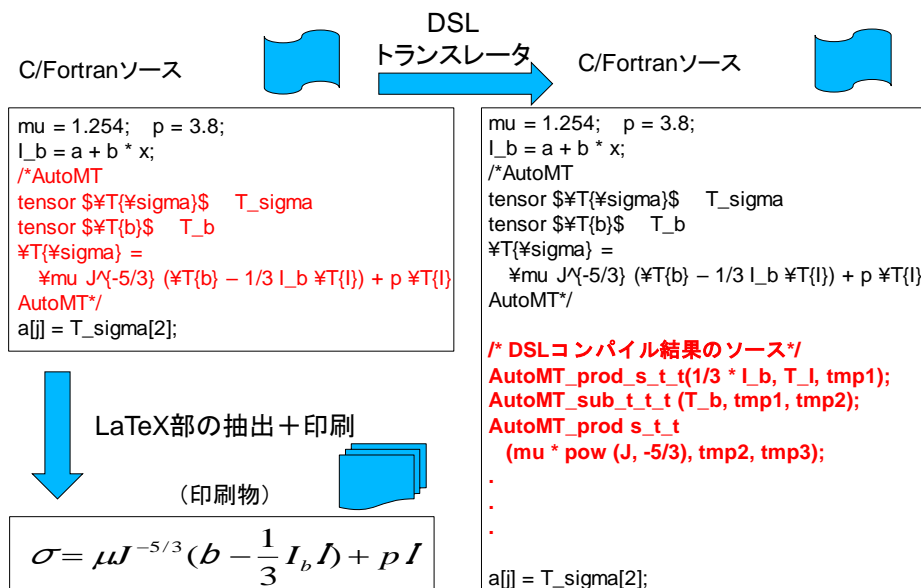 DSL
トランスレータ
C/Fortranソース
C/Fortranソース
mu = 1.254;   p = 3.8;
I_b = a + b * x;
/*AutoMT
tensor $¥T{¥sigma}$    T_sigma
tensor $¥T{b}$    T_b
¥T{¥sigma} =
¥mu J^{-5/3} (¥T{b} – 1/3 I_b ¥T{I}) + p ¥T{I}
AutoMT*/
a[j] = T_sigma[2];
LaTeX部の抽出＋印刷
（印刷物）
σ = μJ^{-5/3}(b − \frac{1}{3} I_b I) + p I
mu = 1.254;   p = 3.8;
I_b = a + b * x;
/*AutoMT
tensor $¥T{¥sigma}$    T_sigma
tensor $¥T{b}$    T_b
¥T{¥sigma} =
¥mu J^{-5/3} (¥T{b} – 1/3 I_b ¥T{I}) + p ¥T{I}
AutoMT*/
/* DSLコンパイル結果のソース*/
AutoMT_prod_s_t_t(1/3 * I_b, T_I, tmp1);
AutoMT_sub_t_t_t (T_b, tmp1, tmp2);
AutoMT_prod s_t_t
(mu * pow (J, -5/3), tmp2, tmp3);
.
.
.
a[j] = T_sigma[2];